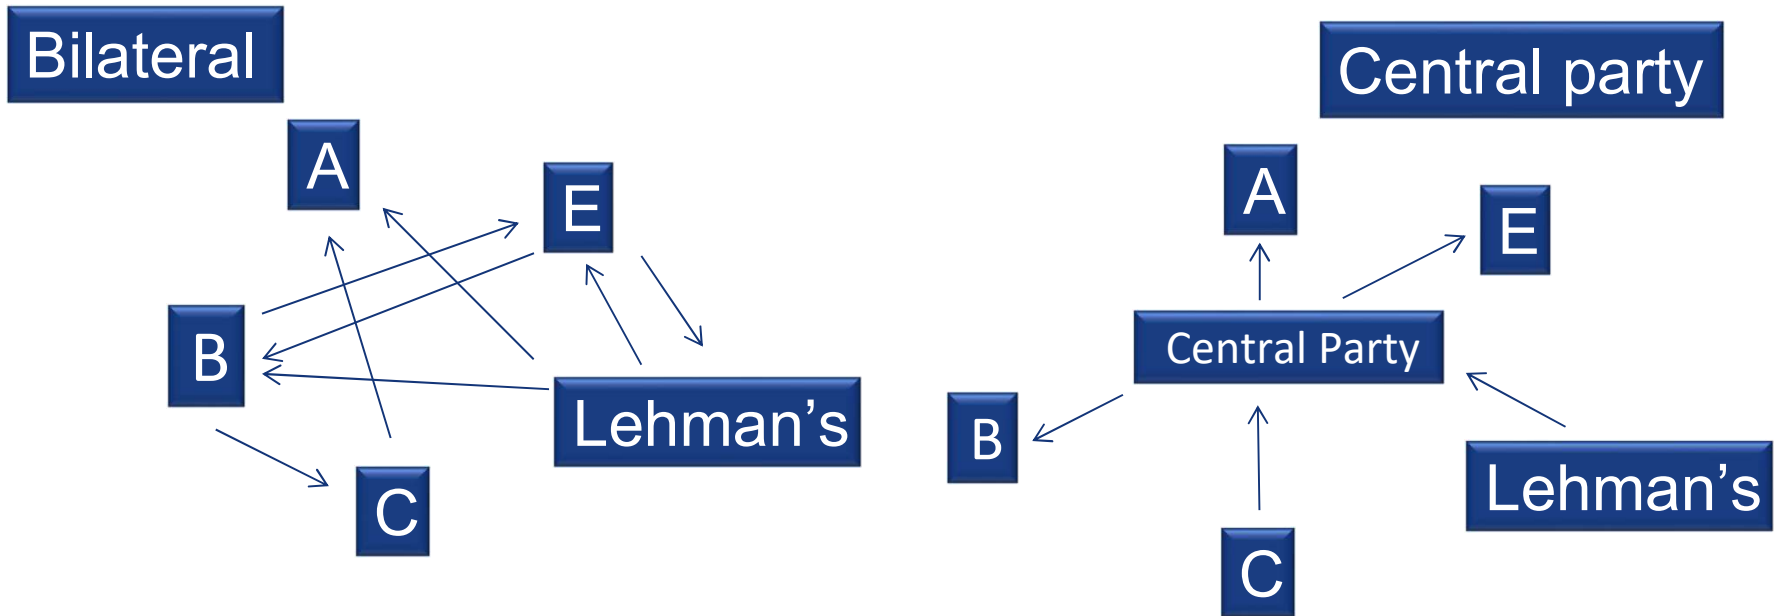 Bilateral
A
E
B
Lehman’s
C
Central party
A
E
Central Party
B
Lehman’s
C